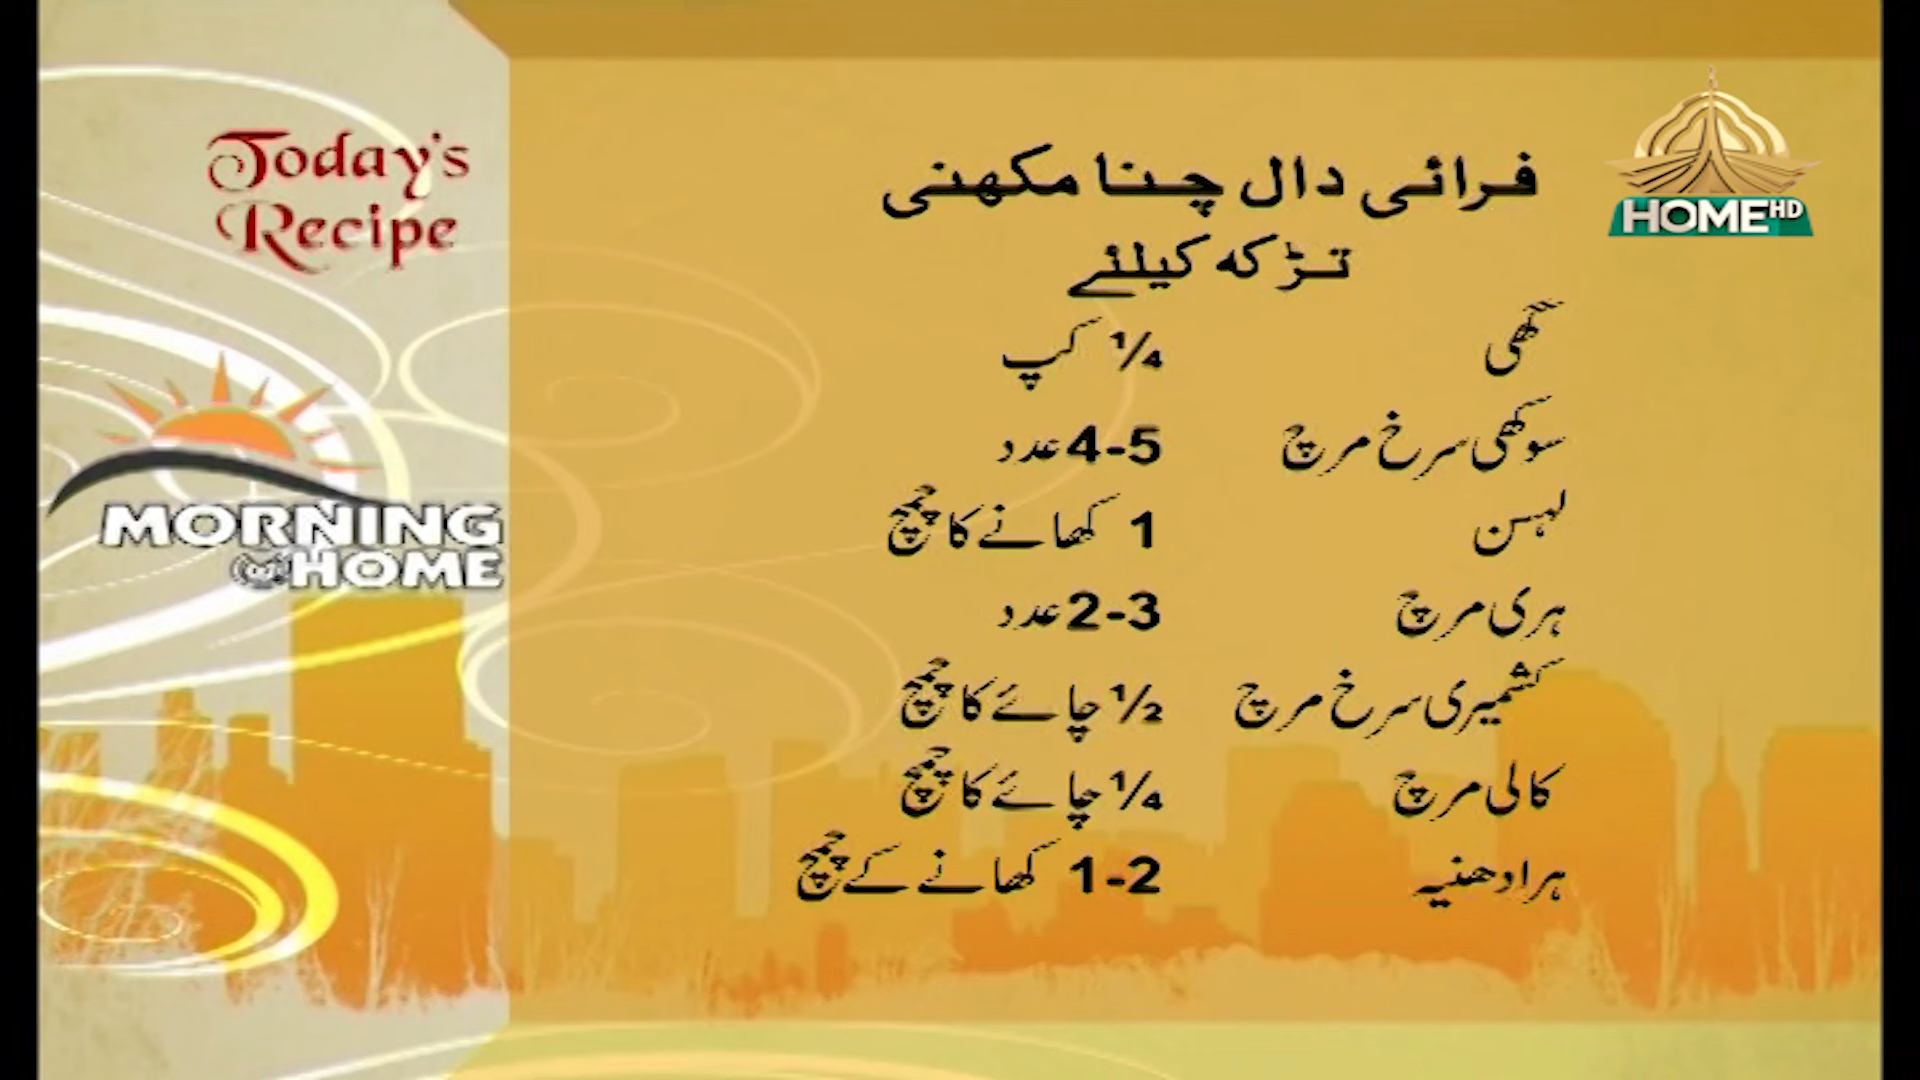 Today's
Recipe
MORNING
@HOME
HOME HD
فرائی دال چنا مکھنی
تڑکہ کیلئے
گھی ¼ کپ
سوکھی سرخ مرچ 4-5 عدد
لہسن 1 کھانے کا چمچ
ہری مرچ 2-3 عدد
کشمیری سرخ مرچ ½ چائے کا چمچ
کالی مرچ ¼ چائے کا چمچ
ہرا دھنیہ 1-2 کھانے کے چمچ